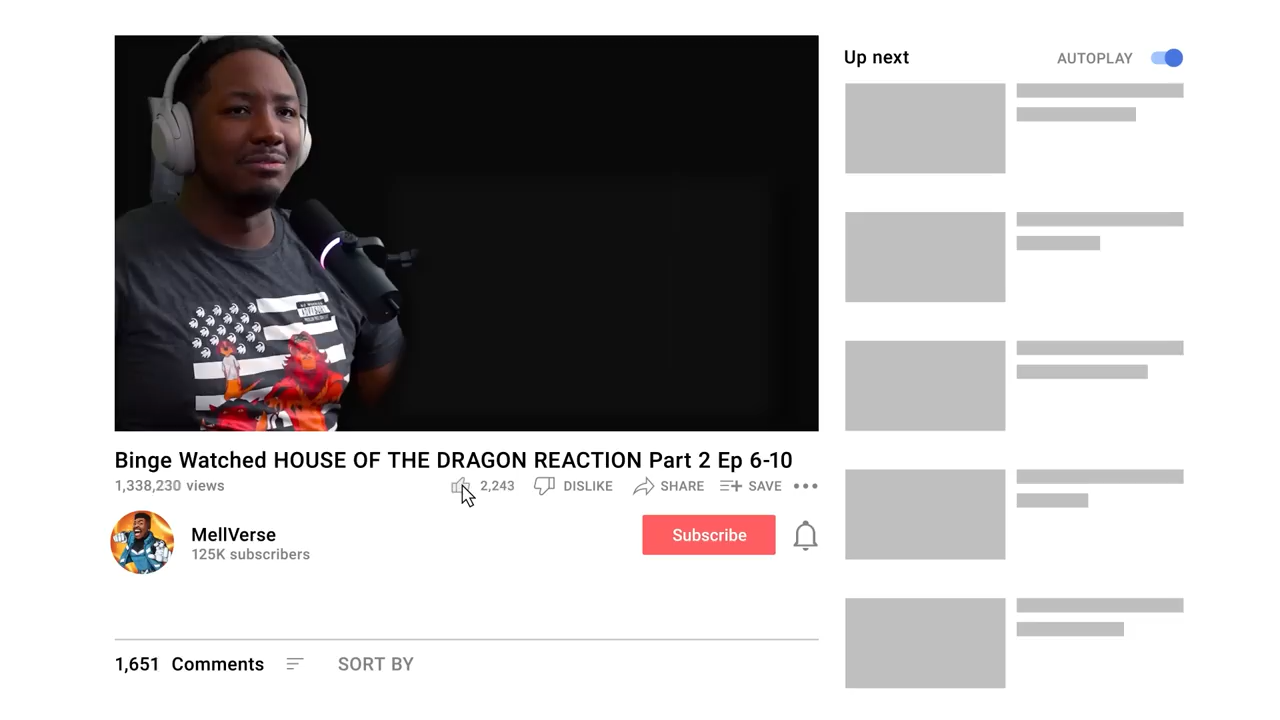 Up next
AUTOPLAY
Binge Watched HOUSE OF THE DRAGON REACTION Part 2 Ep 6-10
1,338,230 views
2,243 DISLIKE SHARE SAVE
MellVerse
125K subscribers
Subscribe
1,651 Comments SORT BY